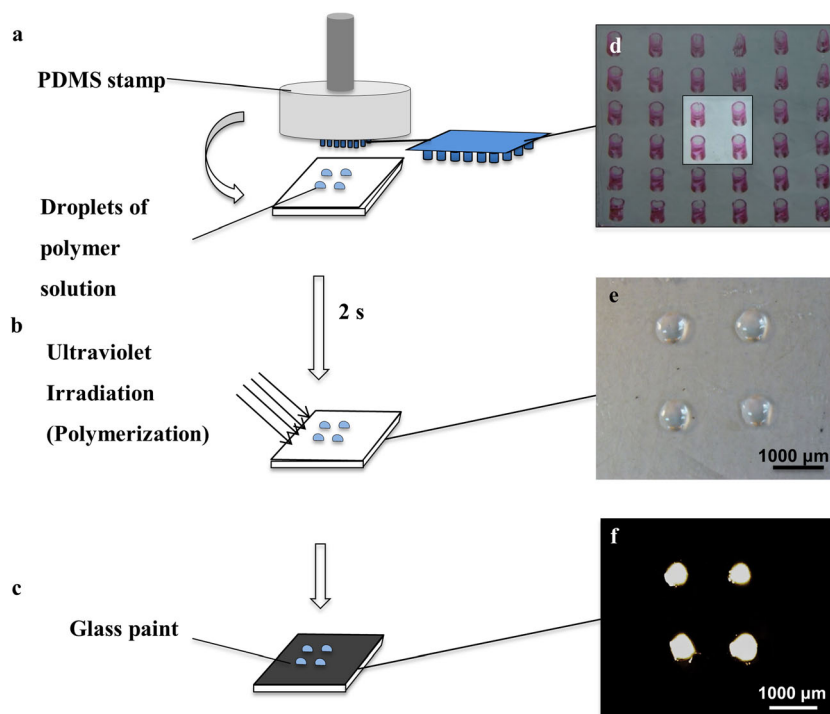 a
PDMS stamp
Droplets of
polymer
solution
d
2 s
b
Ultraviolet
Irradiation
(Polymerization)
e
1000 µm
c
Glass paint
f
1000 µm